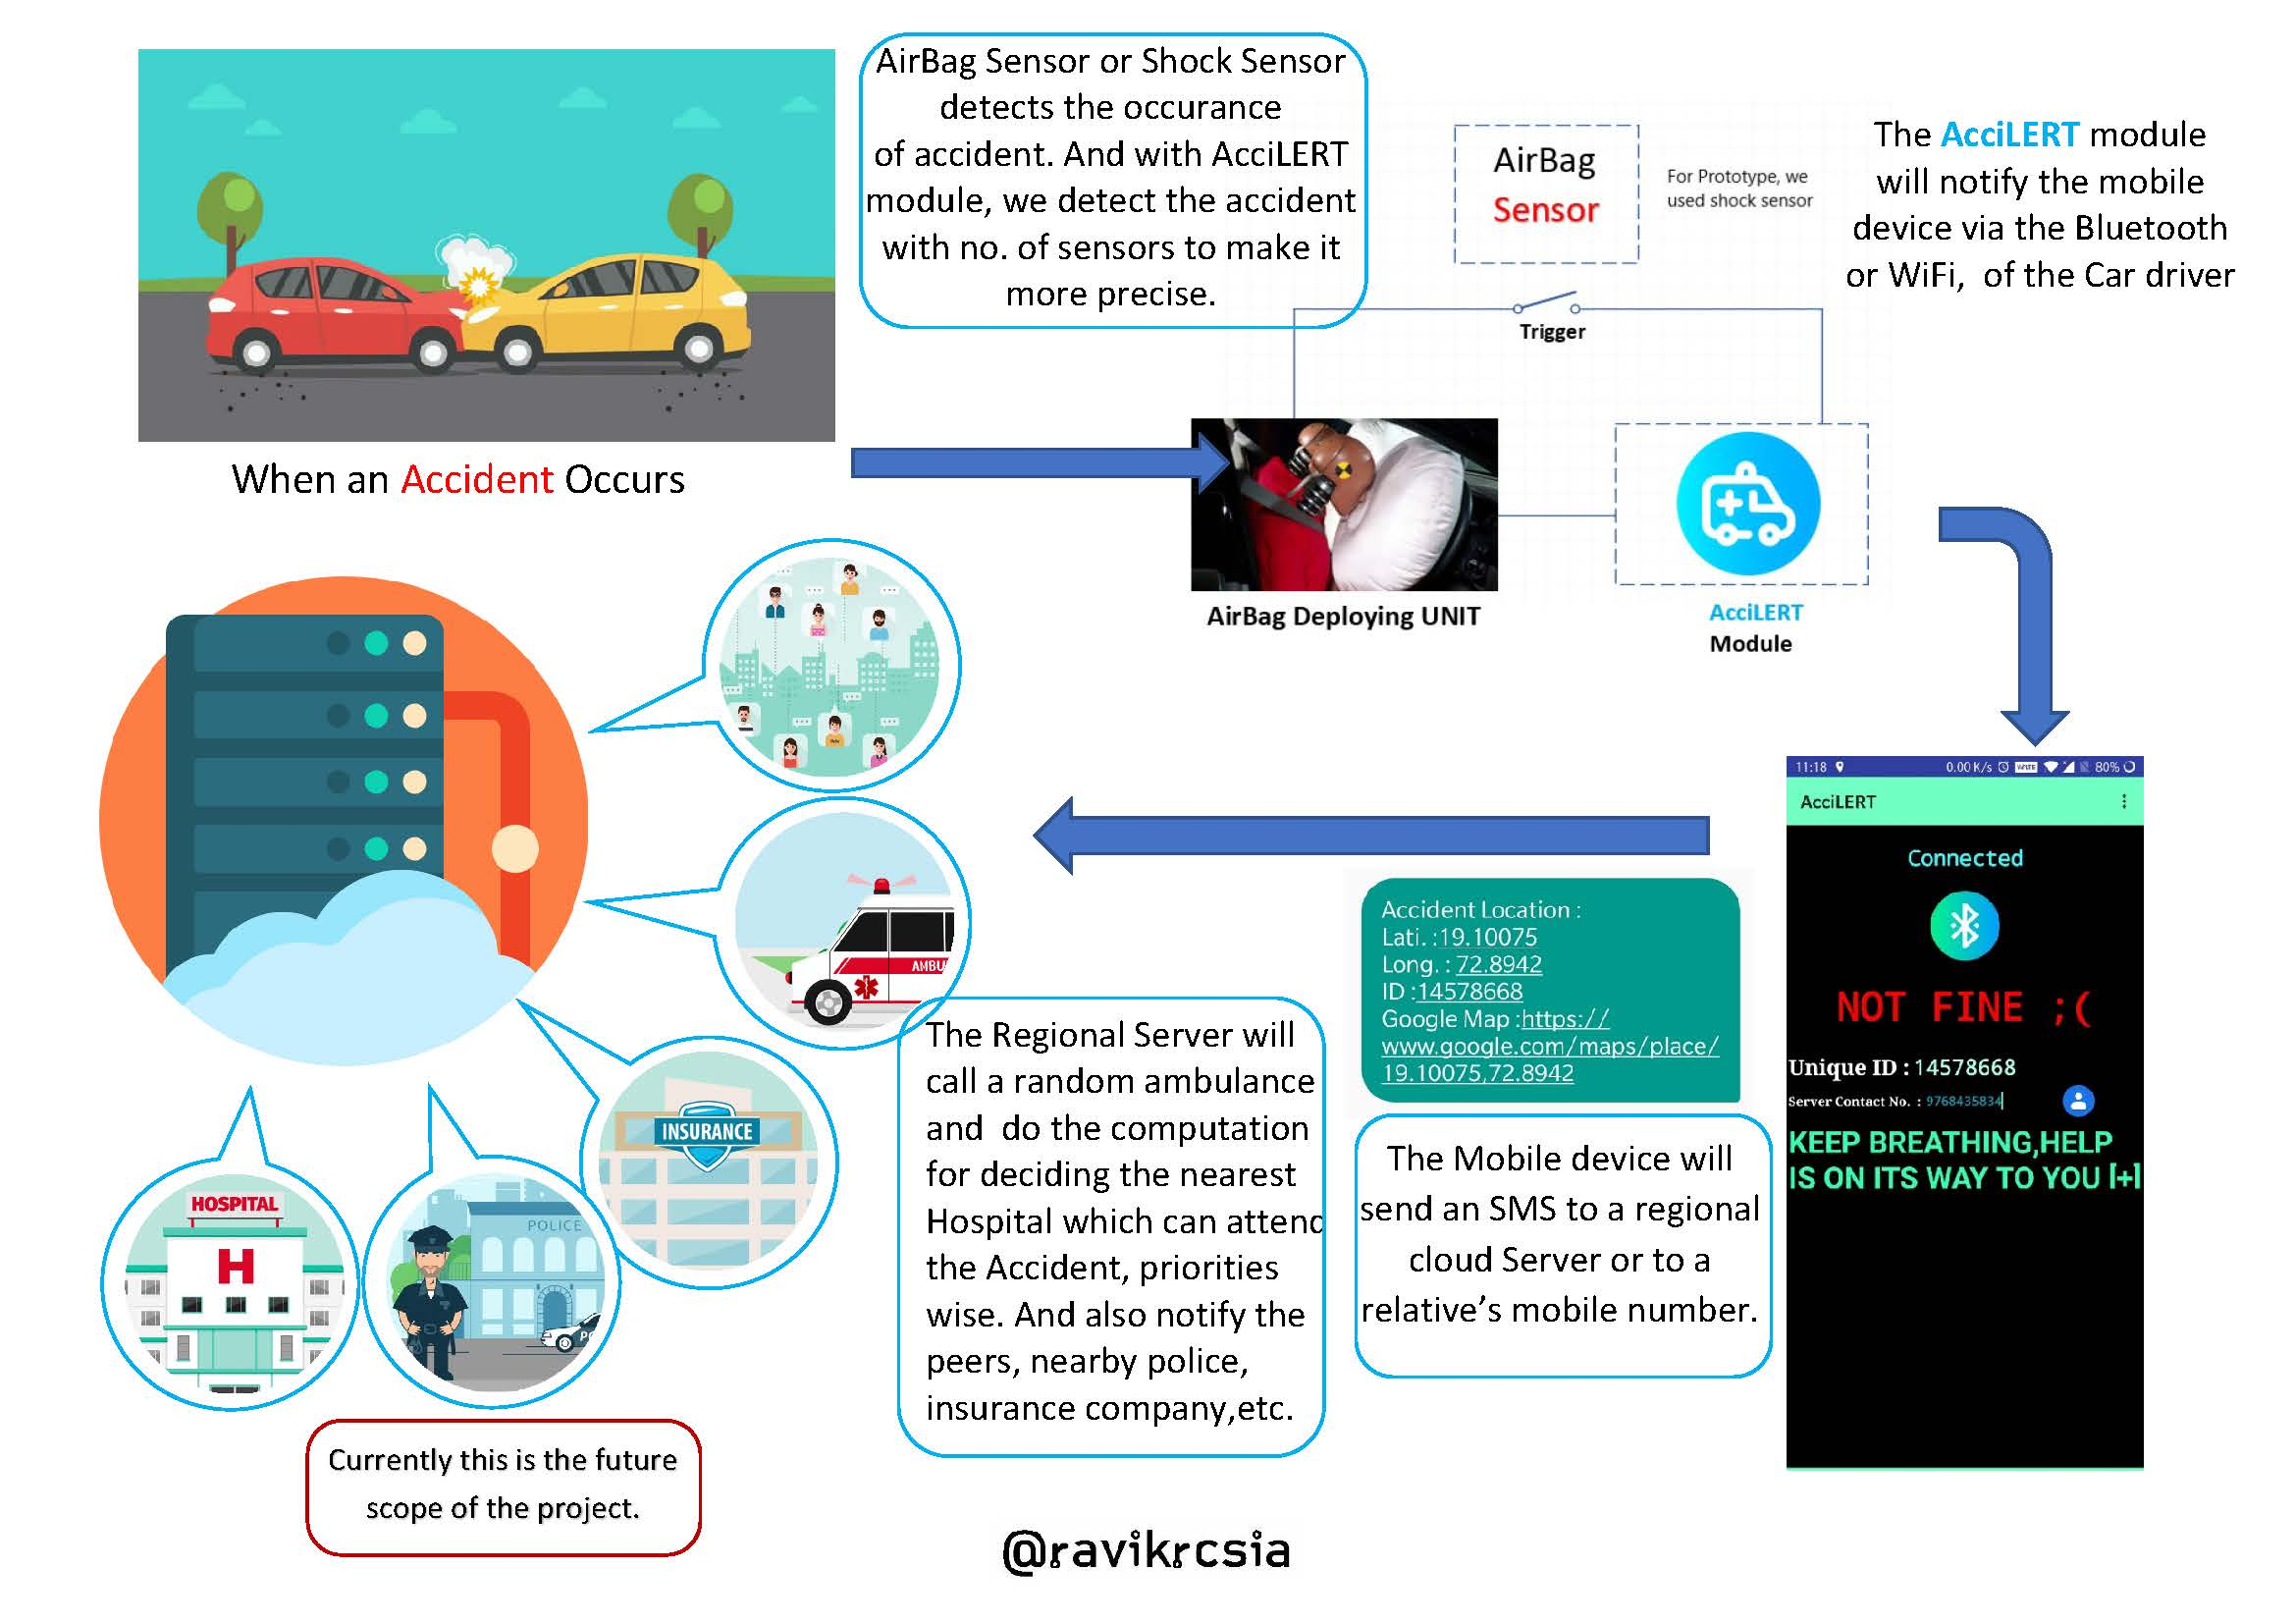 AirBag Sensor or Shock Sensor
detects the occurance
of accident. And with AcciLERT
module, we detect the accident
with no. of sensors to make it
more precise.
When an Accident Occurs
AirBag
Sensor
For Prototype, we
used shock sensor
Trigger
AirBag Deploying UNIT
AcciLERT
Module
The AcciLERT module
will notify the mobile
device via the Bluetooth
or WiFi, of the Car driver
11:18 0.00 K/s VoLTE 80%
AcciLERT
Connected
NOT FINE ;(
Unique ID : 14578668
Server Contact No. : 9768435834
KEEP BREATHING,HELP
IS ON ITS WAY TO YOU [+]
Accident Location :
Lati. :19.10075
Long. : 72.8942
ID :14578668
Google Map :https://
www.google.com/maps/place/
19.10075,72.8942
The Mobile device will
send an SMS to a regional
cloud Server or to a
relative’s mobile number.
AMBU
The Regional Server will
call a random ambulance
and do the computation
for deciding the nearest
Hospital which can attend
the Accident, priorities
wise. And also notify the
peers, nearby police,
insurance company,etc.
INSURANCE
POLICE
PO
HOSPITAL
H
Currently this is the future
scope of the project.
@ravikrcsia